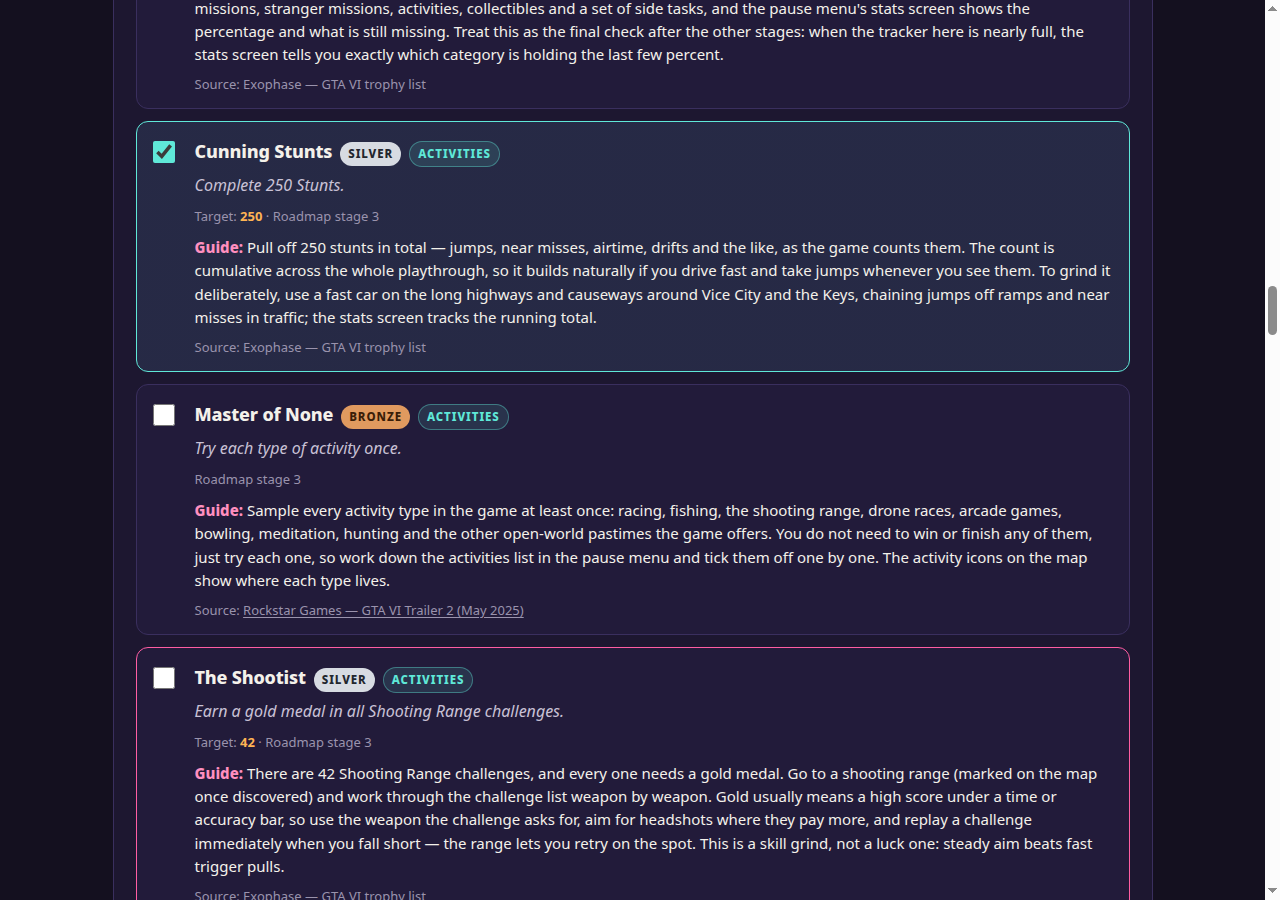 missions, stranger missions, activities, collectibles and a set of side tasks, and the pause menu's stats screen shows the
percentage and what is still missing. Treat this as the final check after the other stages: when the tracker here is nearly full, the
stats screen tells you exactly which category is holding the last few percent.
Source: Exophase — GTA VI trophy list
Cunning Stunts SILVER ACTIVITIES
Complete 250 Stunts.
Target: 250 · Roadmap stage 3
Guide: Pull off 250 stunts in total — jumps, near misses, airtime, drifts and the like, as the game counts them. The count is
cumulative across the whole playthrough, so it builds naturally if you drive fast and take jumps whenever you see them. To grind it
deliberately, use a fast car on the long highways and causeways around Vice City and the Keys, chaining jumps off ramps and near
misses in traffic; the stats screen tracks the running total.
Source: Exophase — GTA VI trophy list
Master of None BRONZE ACTIVITIES
Try each type of activity once.
Roadmap stage 3
Guide: Sample every activity type in the game at least once: racing, fishing, the shooting range, drone races, arcade games,
bowling, meditation, hunting and the other open-world pastimes the game offers. You do not need to win or finish any of them,
just try each one, so work down the activities list in the pause menu and tick them off one by one. The activity icons on the map
show where each type lives.
Source: Rockstar Games — GTA VI Trailer 2 (May 2025)
The Shootist SILVER ACTIVITIES
Earn a gold medal in all Shooting Range challenges.
Target: 42 · Roadmap stage 3
Guide: There are 42 Shooting Range challenges, and every one needs a gold medal. Go to a shooting range (marked on the map
once discovered) and work through the challenge list weapon by weapon. Gold usually means a high score under a time or
accuracy bar, so use the weapon the challenge asks for, aim for headshots where they pay more, and replay a challenge
immediately when you fall short — the range lets you retry on the spot. This is a skill grind, not a luck one: steady aim beats fast
trigger pulls.
Source: Exophase — GTA VI trophy list